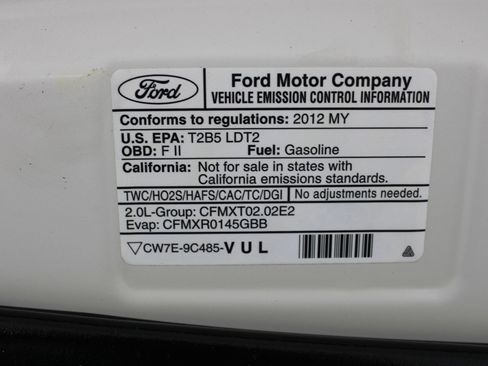 Ford
Ford Motor Company
VEHICLE EMISSION CONTROL INFORMATION
Conforms to regulations: 2012 MY
U.S. EPA: T2B5 LDT2
OBD: F II Fuel: Gasoline
California: Not for sale in states with
California emissions standards.
TWC/HO2S/HAFS/CAC/TC/DGI No adjustments needed.
2.0L-Group: CFMXT02.02E2
Evap: CFMXR0145GBB
CW7E-9C485-VUL